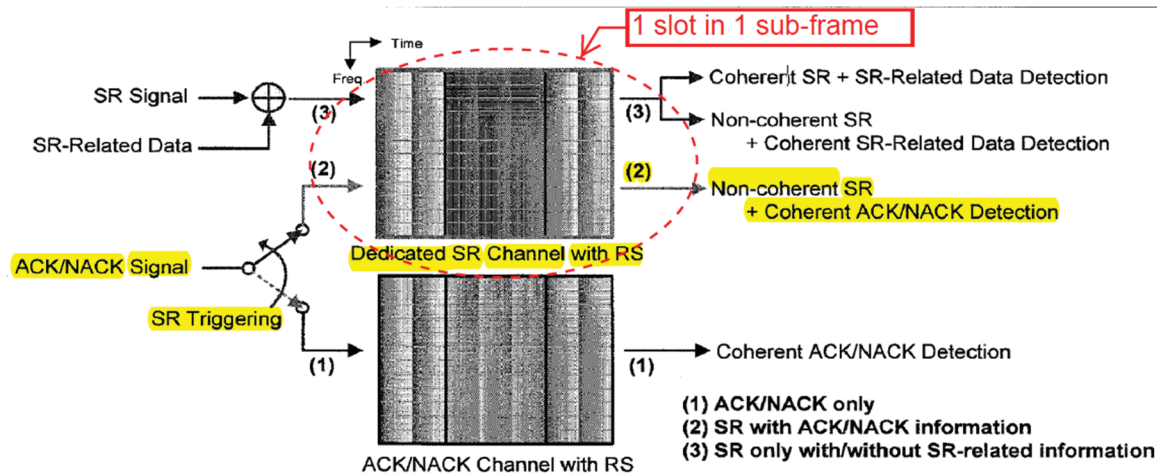 1 slot in 1 sub-frame
Time
Freq.
SR Signal
SR-Related Data
(3)
(3)
Coherent SR + SR-Related Data Detection
Non-coherent SR
+ Coherent SR-Related Data Detection
(2)
(2)
Non-coherent SR
+ Coherent ACK/NACK Detection
Dedicated SR Channel with RS
ACK/NACK Signal
SR Triggering
(1)
(1)
Coherent ACK/NACK Detection
(1) ACK/NACK only
(2) SR with ACK/NACK information
(3) SR only with/without SR-related information
ACK/NACK Channel with RS